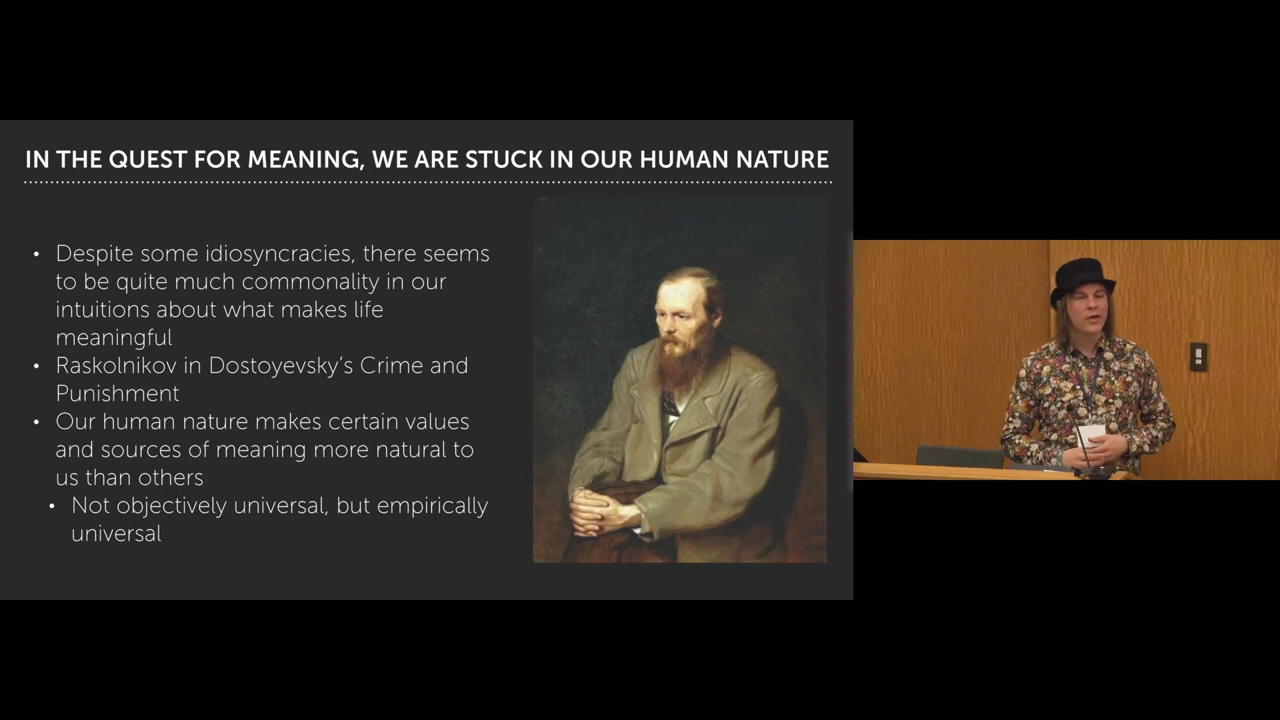 IN THE QUEST FOR MEANING, WE ARE STUCK IN OUR HUMAN NATURE
• Despite some idiosyncracies, there seems
to be quite much commonality in our
intuitions about what makes life
meaningful
• Raskolnikov in Dostoyevsky’s Crime and
Punishment
• Our human nature makes certain values
and sources of meaning more natural to
us than others
• Not objectively universal, but empirically
universal